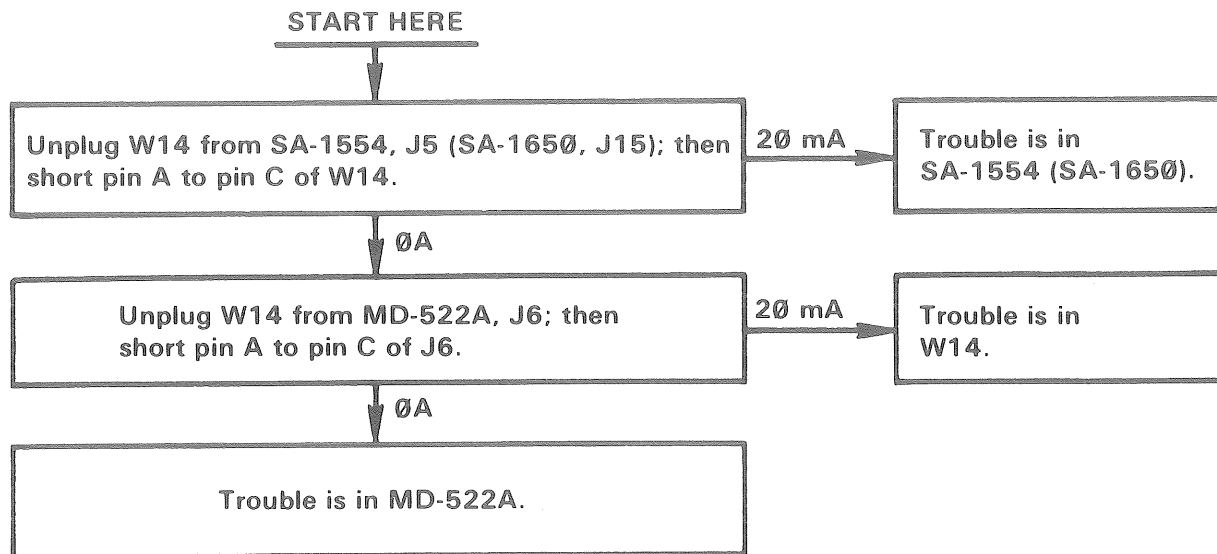 START HERE
Unplug W14 from SA-1554, J5 (SA-165Ø, J15); then
short pin A to pin C of W14.
2Ø mA
Trouble is in
SA-1554 (SA-165Ø).
ØA
Unplug W14 from MD-522A, J6; then
short pin A to pin C of J6.
2Ø mA
Trouble is in
W14.
ØA
Trouble is in MD-522A.